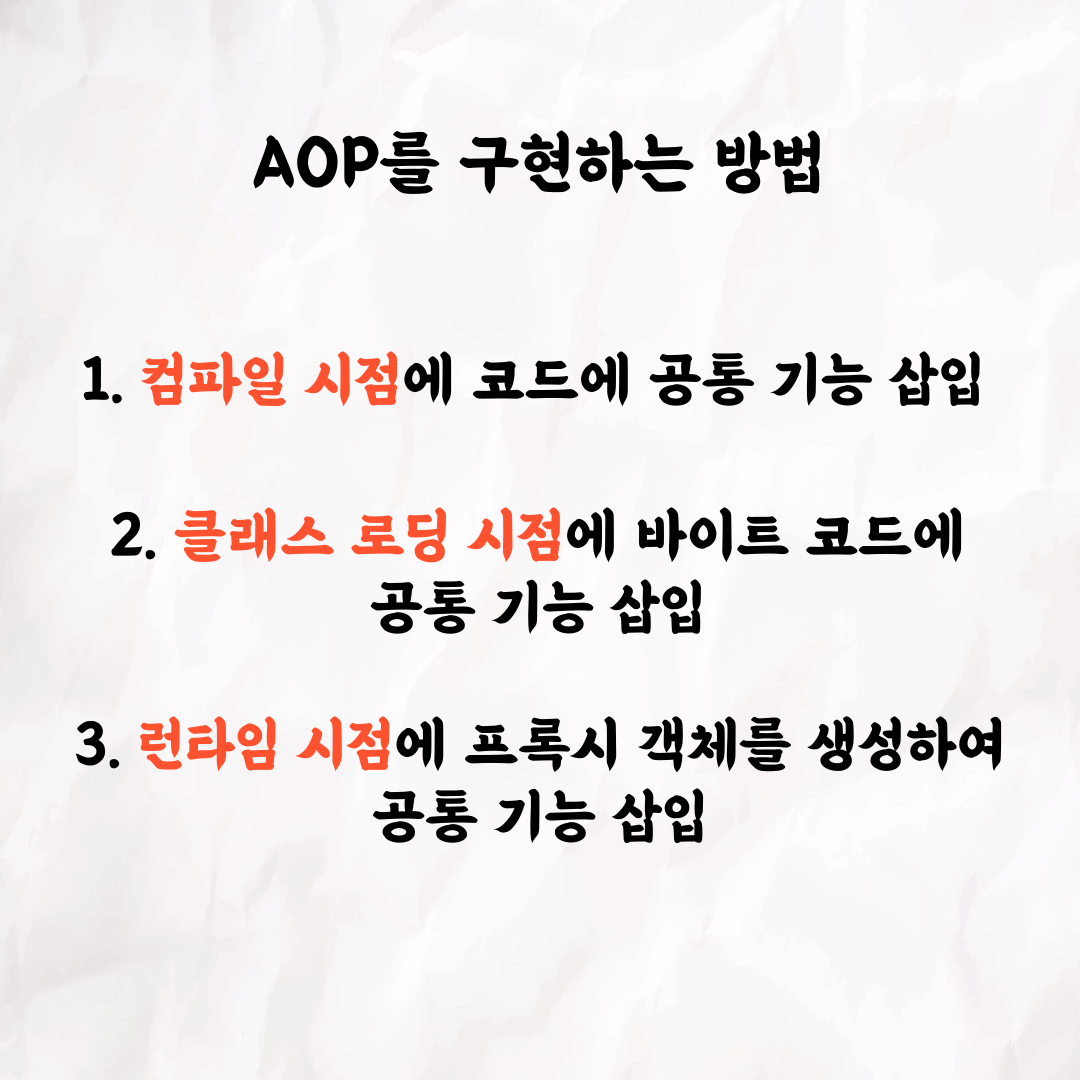 AOP를 구현하는 방법
1. 컴파일 시점에 코드에 공통 기능 삽입
2. 클래스 로딩 시점에 바이트 코드에
공통 기능 삽입
3. 런타임 시점에 프록시 객체를 생성하여
공통 기능 삽입